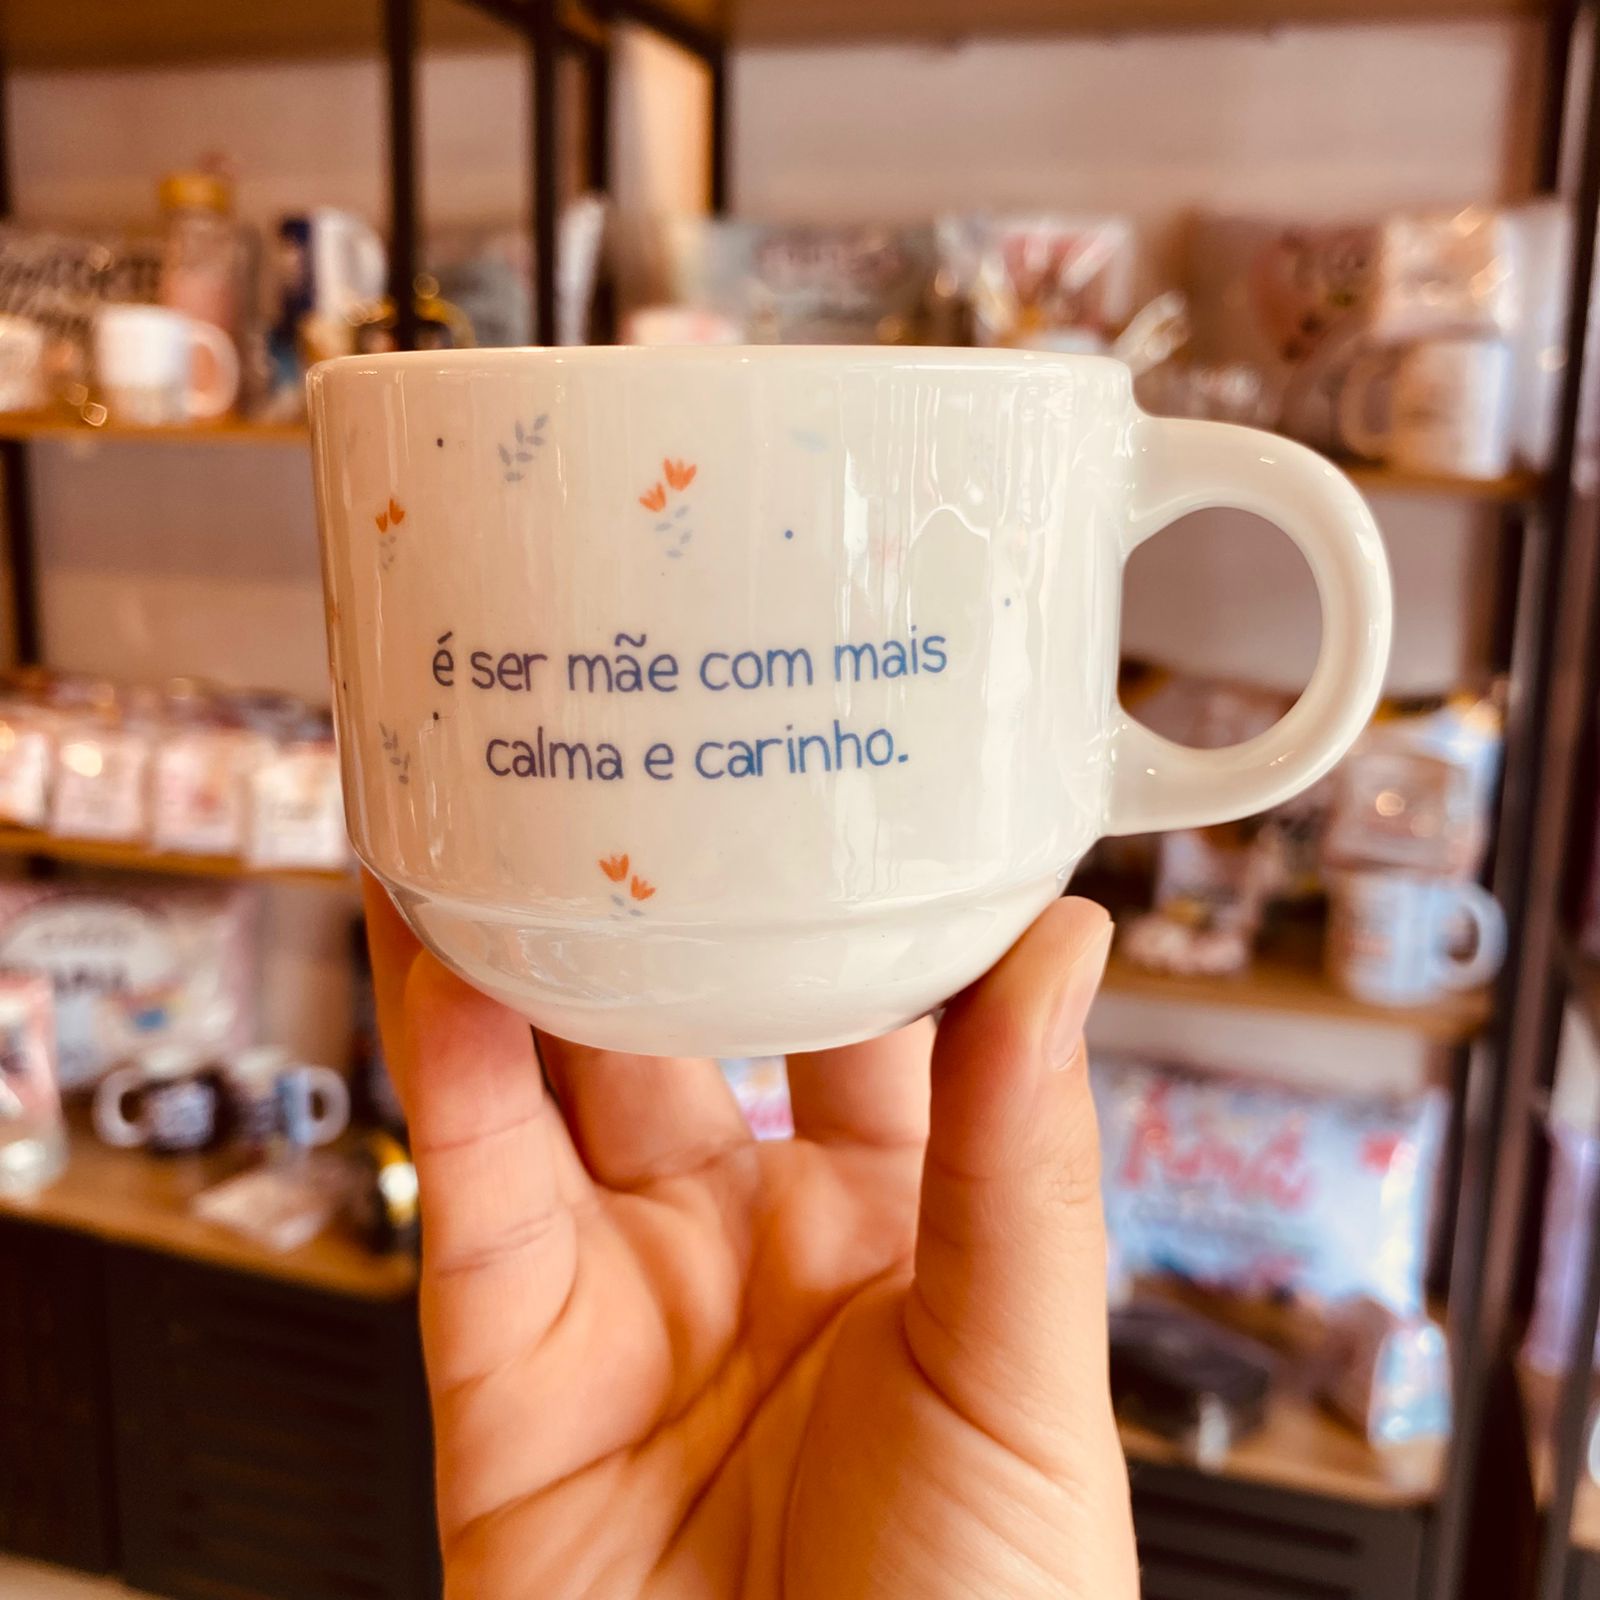 é ser mãe com mais
calma e carinho.